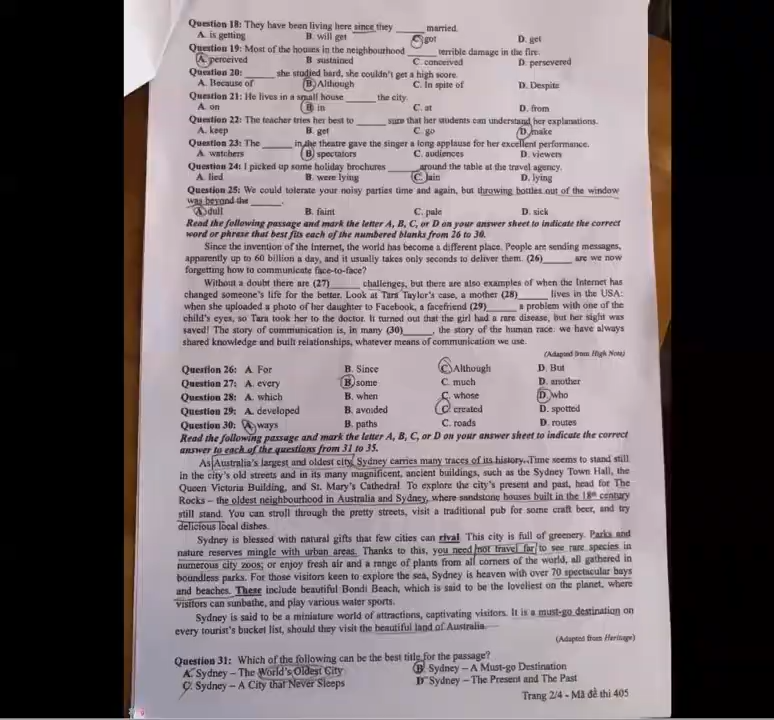 Question 18: They have been living here since they ______ married.
A. is getting B. will get C. got D. get
Question 19: Most of the houses in the neighbourhood ______ terrible damage in the fire.
A. perceived B. sustained C. conceived D. persevered
Question 20: ______ she studied hard, she couldn't get a high score.
A. Because of B. Although C. In spite of D. Despite
Question 21: He lives in a small house ______ the city.
A. on B. in C. at D. from
Question 22: The teacher tries her best to ______ sure that her students can understand her explanations.
A. keep B. get C. go D. make
Question 23: The ______ in the theatre gave the singer a long applause for her excellent performance.
A. watchers B. spectators C. audiences D. viewers
Question 24: I picked up some holiday brochures ______ around the table at the travel agency.
A. lied B. were lying C. lain D. lying
Question 25: We could tolerate your noisy parties time and again, but throwing bottles out of the window
was beyond the ______.
A. dull B. faint C. pale D. sick
Read the following passage and mark the letter A, B, C, or D on your answer sheet to indicate the correct
word or phrase that best fits each of the numbered blanks from 26 to 30.
Since the invention of the Internet, the world has become a different place. People are sending messages,
apparently up to 60 billion a day, and it usually takes only seconds to deliver them. (26)______ are we now
forgetting how to communicate face-to-face?
Without a doubt there are (27)______ challenges, but there are also examples of when the Internet has
changed someone's life for the better. Look at Tara Taylor's case, a mother (28)______ lives in the USA:
when she uploaded a photo of her daughter to Facebook, a facefriend (29)______ a problem with one of the
child's eyes, so Tara took her to the doctor. It turned out that the girl had a rare disease, but her sight was
saved! The story of communication is, in many (30)______, the story of the human race: we have always
shared knowledge and built relationships, whatever means of communication we use.
(Adapted from High Note)
Question 26: A. For B. Since C. Although D. But
Question 27: A. every B. some C. much D. another
Question 28: A. which B. when C. whose D. who
Question 29: A. developed B. avoided C. created D. spotted
Question 30: A. ways B. paths C. roads D. routes
Read the following passage and mark the letter A, B, C, or D on your answer sheet to indicate the correct
answer to each of the questions from 31 to 35.
As Australia's largest and oldest city, Sydney carries many traces of its history. Time seems to stand still
in the city's old streets and in its many magnificent, ancient buildings, such as the Sydney Town Hall, the
Queen Victoria Building, and St. Mary's Cathedral. To explore the city's present and past, head for The
Rocks – the oldest neighbourhood in Australia and Sydney, where sandstone houses built in the 18th century
still stand. You can stroll through the pretty streets, visit a traditional pub for some craft beer, and try
delicious local dishes.
Sydney is blessed with natural gifts that few cities can rival. This city is full of greenery. Parks and
nature reserves mingle with urban areas. Thanks to this, you need not travel far to see rare species in
numerous city zoos; or enjoy fresh air and a range of plants from all corners of the world, all gathered in
boundless parks. For those visitors keen to explore the sea, Sydney is heaven with over 70 spectacular bays
and beaches. These include beautiful Bondi Beach, which is said to be the loveliest on the planet, where
visitors can sunbathe, and play various water sports.
Sydney is said to be a miniature world of attractions, captivating visitors. It is a must-go destination on
every tourist's bucket list, should they visit the beautiful land of Australia.
(Adapted from Heritage)
Question 31: Which of the following can be the best title for the passage?
A. Sydney – The World's Oldest City B. Sydney – A Must-go Destination
C. Sydney – A City that Never Sleeps D. Sydney – The Present and The Past
Trang 2/4 - Mã đề thi 405